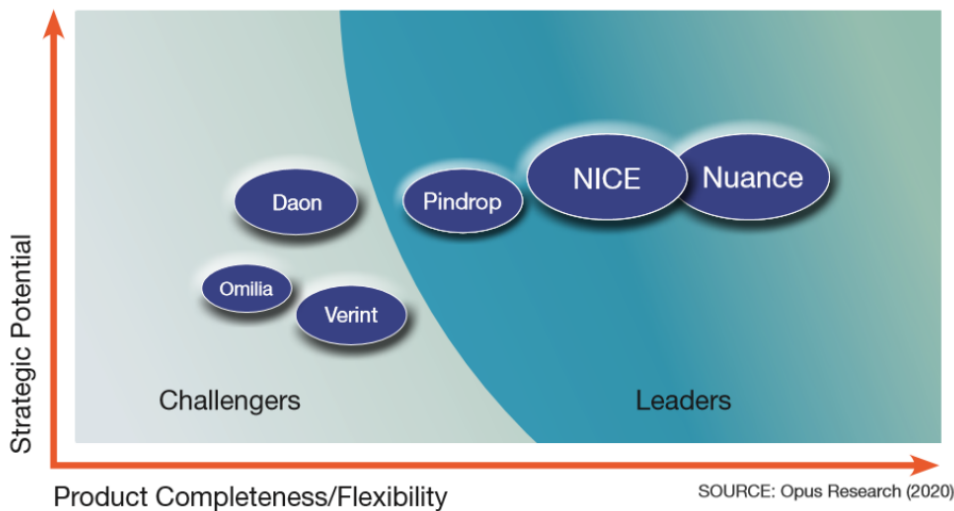 Strategic Potential
NICE
Nuance
Daon
Pindrop
Omilia
Verint
Challengers
Leaders
Product Completeness/Flexibility
SOURCE: Opus Research (2020)